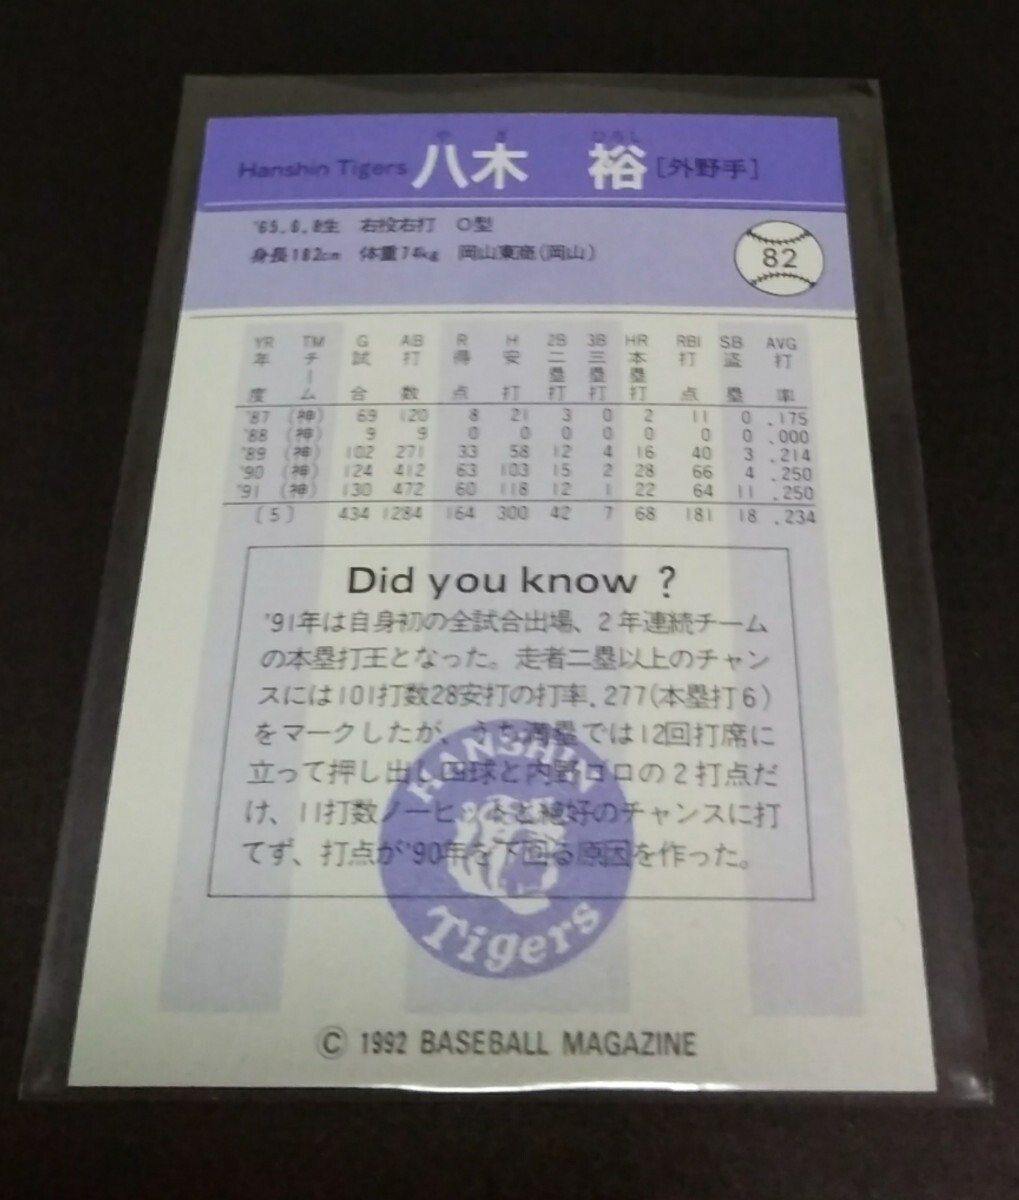 やぎ ひろし
Hanshin Tigers 八木 裕 [外野手]
'65.6.8生 右投右打 O型
身長182cm 体重74kg 岡山東商(岡山)
82
YR TM G AB R H 2B 3B HR RBI SB AVG
年度 チーム 試合 打数 得点 安打 二塁打 三塁打 本塁打 打点 盗塁 打率
'87 (神) 69 120 8 21 3 0 2 11 0 .175
'88 (神) 9 9 0 0 0 0 0 0 0 .000
'89 (神) 102 271 33 58 12 4 16 40 3 .214
'90 (神) 124 412 63 103 15 2 28 66 4 .250
'91 (神) 130 472 60 118 12 1 22 64 11 .250
(5) 434 1284 164 300 42 7 68 181 18 .234
Did you know ?
'91年は自身初の全試合出場、2年連続チーム
の本塁打王となった。走者二塁以上のチャン
スには101打数28安打の打率.277(本塁打6)
をマークしたが、うち満塁では12回打席に
立って押し出し四球と内野ゴロの2打点だ
け、11打数ノーヒットと絶好のチャンスに打
てず、打点が'90年を下回る原因を作った。
HANSHIN
Tigers
© 1992 BASEBALL MAGAZINE